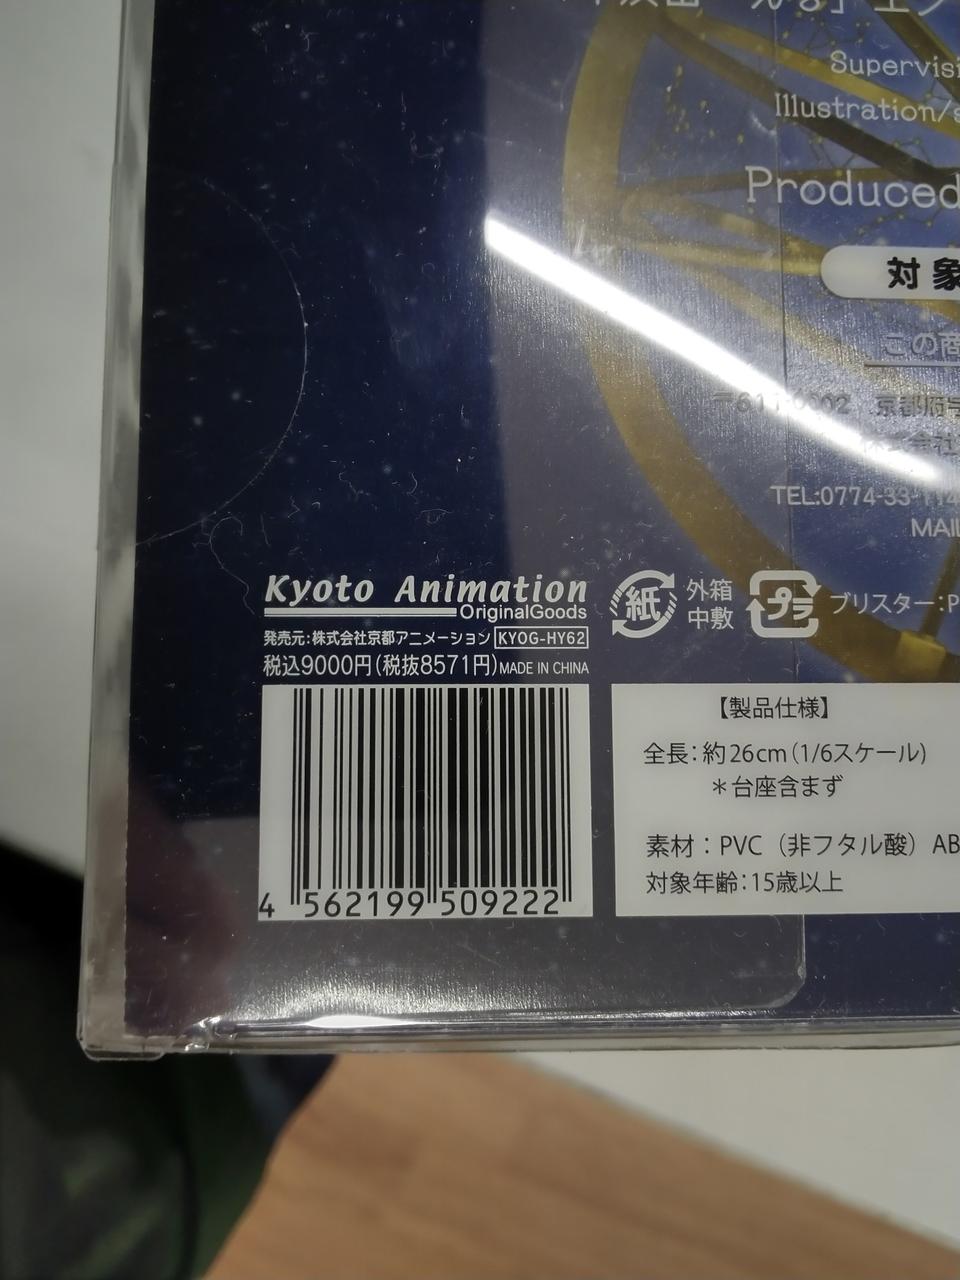 Supervisi
Illustration/s
Produced
対象
この商
〒611-0002 京都府宇
株式会社
TEL:0774-33-114
MAIL
Kyoto Animation
OriginalGoods
発売元:株式会社京都アニメーション KYOG-HY62
税込9000円(税抜8571円) MADE IN CHINA
紙 外箱
中敷
プラ ブリスター:P
4 562199 509222
【製品仕様】
全長:約26cm(1/6スケール)
＊台座含まず
素材:PVC(非フタル酸)AB
対象年齢:15歳以上